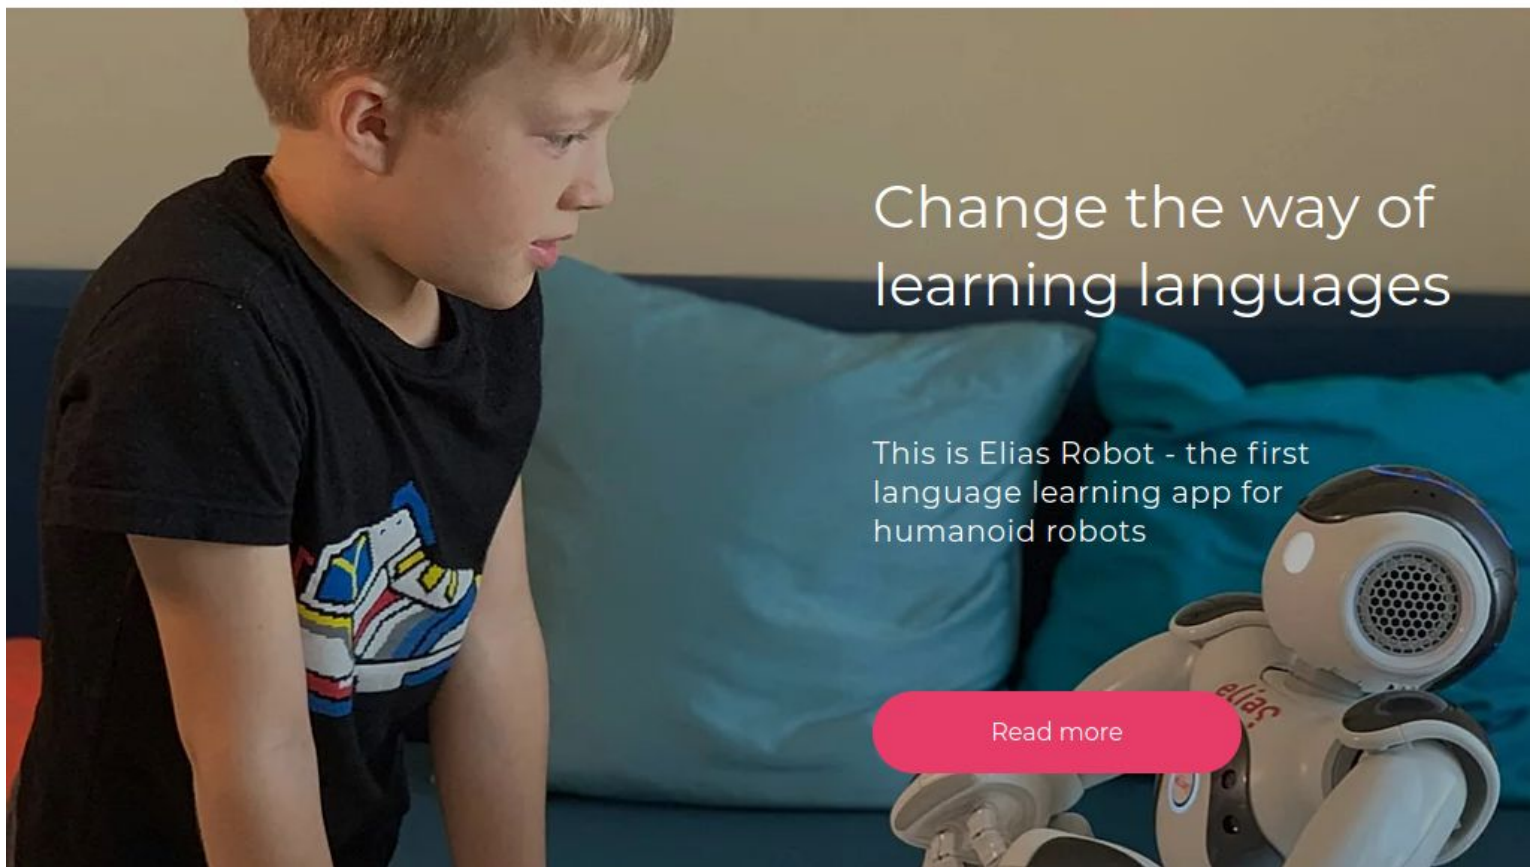 Change the way of
learning languages
This is Elias Robot - the first
language learning app for
humanoid robots
elias
Read more